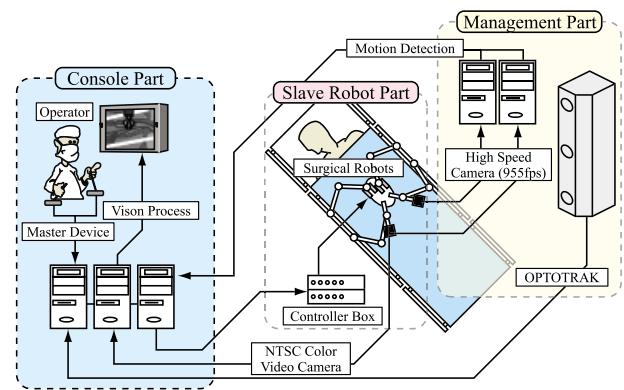 Management Part
Motion Detection
Console Part
Slave Robot Part
Operator
High Speed
Camera (955fps)
Surgical Robots
Vison Process
Master Device
OPTOTRAK
Controller Box
NTSC Color
Video Camera